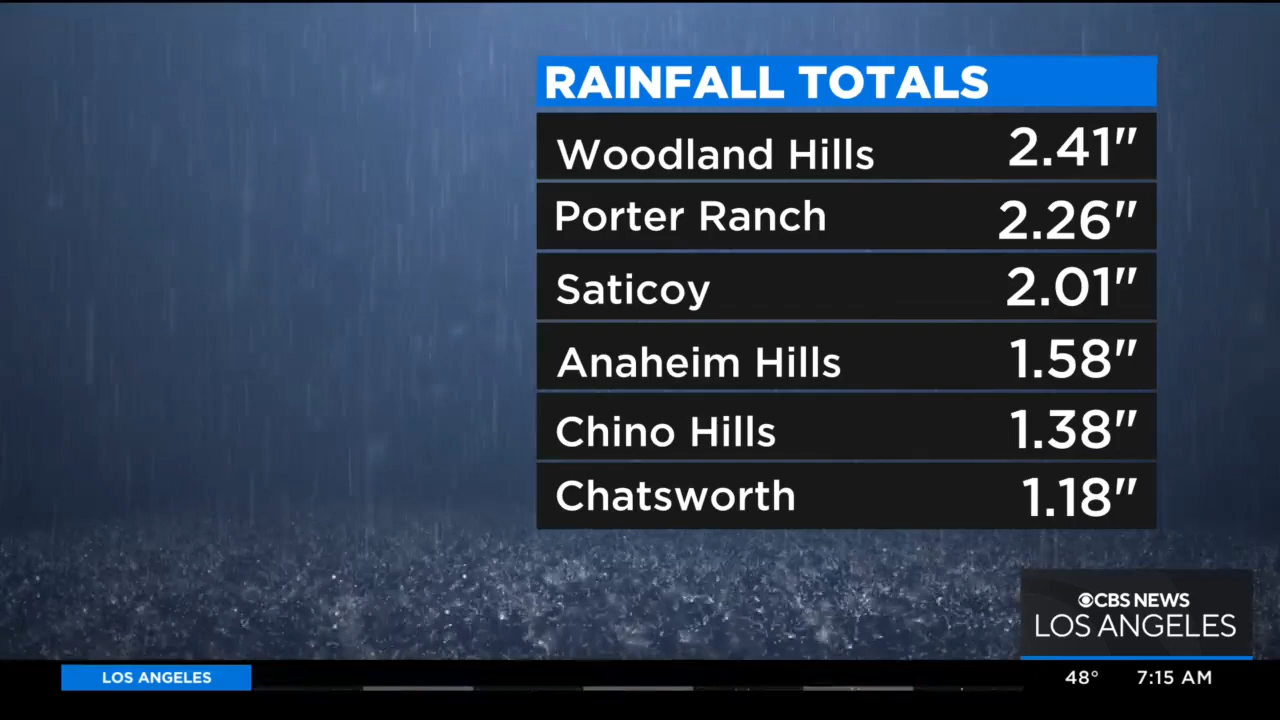 RAINFALL TOTALS
Woodland Hills 2.41"
Porter Ranch 2.26"
Saticoy 2.01"
Anaheim Hills 1.58"
Chino Hills 1.38"
Chatsworth 1.18"
CBS NEWS
LOS ANGELES
LOS ANGELES 48° 7:15 AM